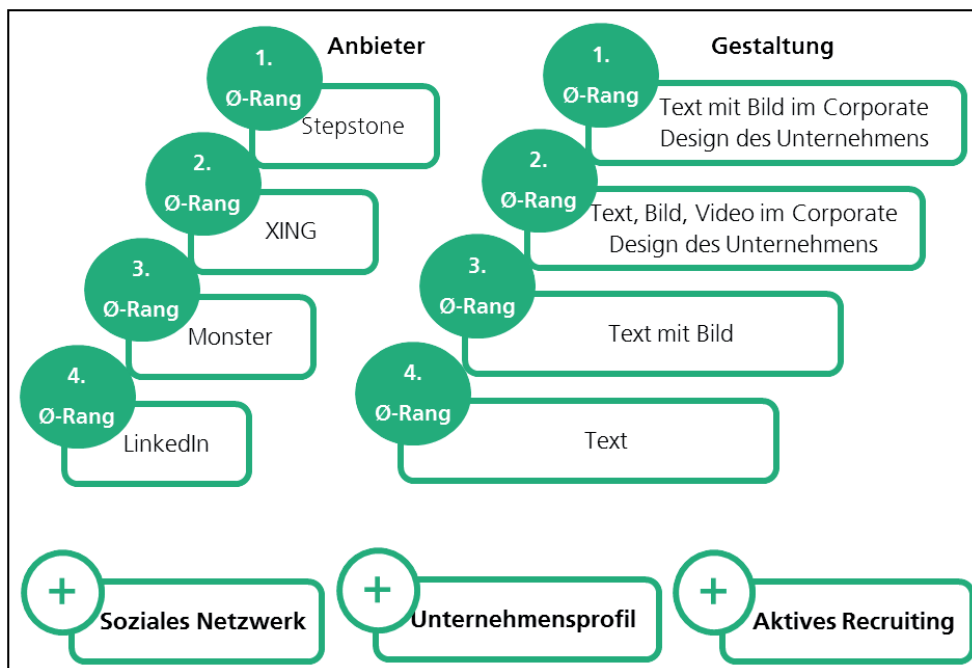 Anbieter
1.
Ø-Rang
Stepstone
2.
Ø-Rang
XING
3.
Ø-Rang
Monster
4.
Ø-Rang
LinkedIn
Gestaltung
1.
Ø-Rang
Text mit Bild im Corporate
Design des Unternehmens
2.
Ø-Rang
Text, Bild, Video im Corporate
Design des Unternehmens
3.
Ø-Rang
Text mit Bild
4.
Ø-Rang
Text
+
Soziales Netzwerk
+
Unternehmensprofil
+
Aktives Recruiting